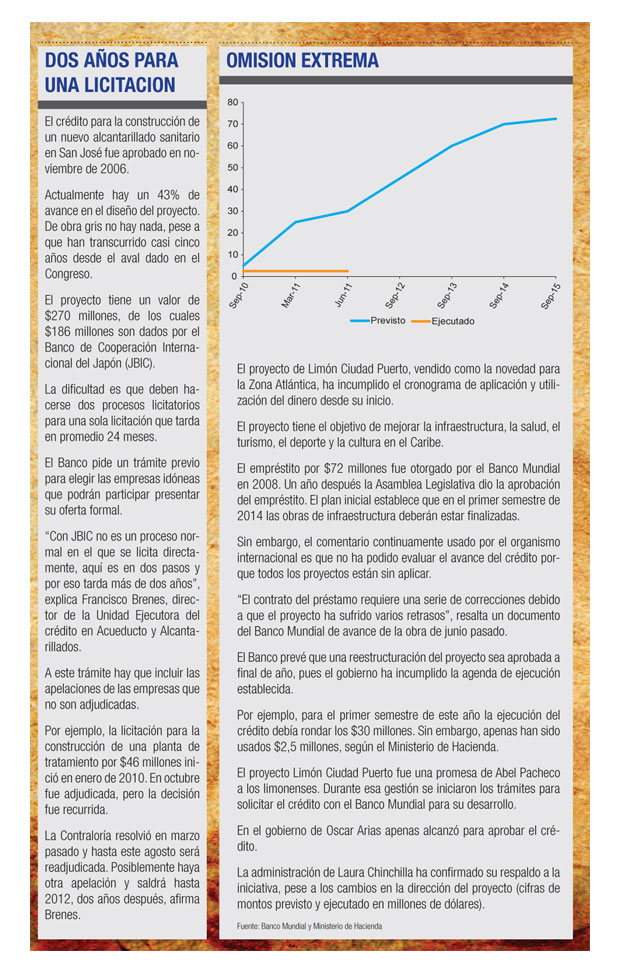 DOS AÑOS PARA
UNA LICITACION
El crédito para la construcción de
un nuevo alcantarillado sanitario
en San José fue aprobado en no-
viembre de 2006.
Actualmente hay un 43% de
avance en el diseño del proyecto.
De obra gris no hay nada, pese a
que han transcurrido casi cinco
años desde el aval dado en el
Congreso.
El proyecto tiene un valor de
$270 millones, de los cuales
$186 millones son dados por el
Banco de Cooperación Interna-
cional del Japón (JBIC).
La dificultad es que deben ha-
cerse dos procesos licitatorios
para una sola licitación que tarda
en promedio 24 meses.
El Banco pide un trámite previo
para elegir las empresas idóneas
que podrán participar presentar
su oferta formal.
“Con JBIC no es un proceso nor-
mal en el que se licita directa-
mente, aquí es en dos pasos y
por eso tarda más de dos años”,
explica Francisco Brenes, direc-
tor de la Unidad Ejecutora del
crédito en Acueducto y Alcanta-
rillados.
A este trámite hay que incluir las
apelaciones de las empresas que
no son adjudicadas.
Por ejemplo, la licitación para la
construcción de una planta de
tratamiento por $46 millones ini-
ció en enero de 2010. En octubre
fue adjudicada, pero la decisión
fue recurrida.
La Contraloría resolvió en marzo
pasado y hasta este agosto será
readjudicada. Posiblemente haya
otra apelación y saldrá hasta
2012, dos años después, afirma
Brenes.
OMISION EXTREMA
80
70
60
50
40
30
20
10
0
Sep-10
Mar-11
Jun-11
Sep-12
Sep-13
Sep-14
Sep-15
Previsto
Ejecutado
El proyecto de Limón Ciudad Puerto, vendido como la novedad para
la Zona Atlántica, ha incumplido el cronograma de aplicación y utili-
zación del dinero desde su inicio.
El proyecto tiene el objetivo de mejorar la infraestructura, la salud, el
turismo, el deporte y la cultura en el Caribe.
El empréstito por $72 millones fue otorgado por el Banco Mundial
en 2008. Un año después la Asamblea Legislativa dio la aprobación
del empréstito. El plan inicial establece que en el primer semestre de
2014 las obras de infraestructura deberán estar finalizadas.
Sin embargo, el comentario continuamente usado por el organismo
internacional es que no ha podido evaluar el avance del crédito por-
que todos los proyectos están sin aplicar.
“El contrato del préstamo requiere una serie de correcciones debido
a que el proyecto ha sufrido varios retrasos”, resalta un documento
del Banco Mundial de avance de la obra de junio pasado.
El Banco prevé que una reestructuración del proyecto sea aprobada a
final de año, pues el gobierno ha incumplido la agenda de ejecución
establecida.
Por ejemplo, para el primer semestre de este año la ejecución del
crédito debía rondar los $30 millones. Sin embargo, apenas han sido
usados $2,5 millones, según el Ministerio de Hacienda.
El proyecto Limón Ciudad Puerto fue una promesa de Abel Pacheco
a los limonenses. Durante esa gestión se iniciaron los trámites para
solicitar el crédito con el Banco Mundial para su desarrollo.
En el gobierno de Oscar Arias apenas alcanzó para aprobar el cré-
dito.
La administración de Laura Chinchilla ha confirmado su respaldo a la
iniciativa, pese a los cambios en la dirección del proyecto (cifras de
montos previsto y ejecutado en millones de dólares).
Fuente: Banco Mundial y Ministerio de Hacienda